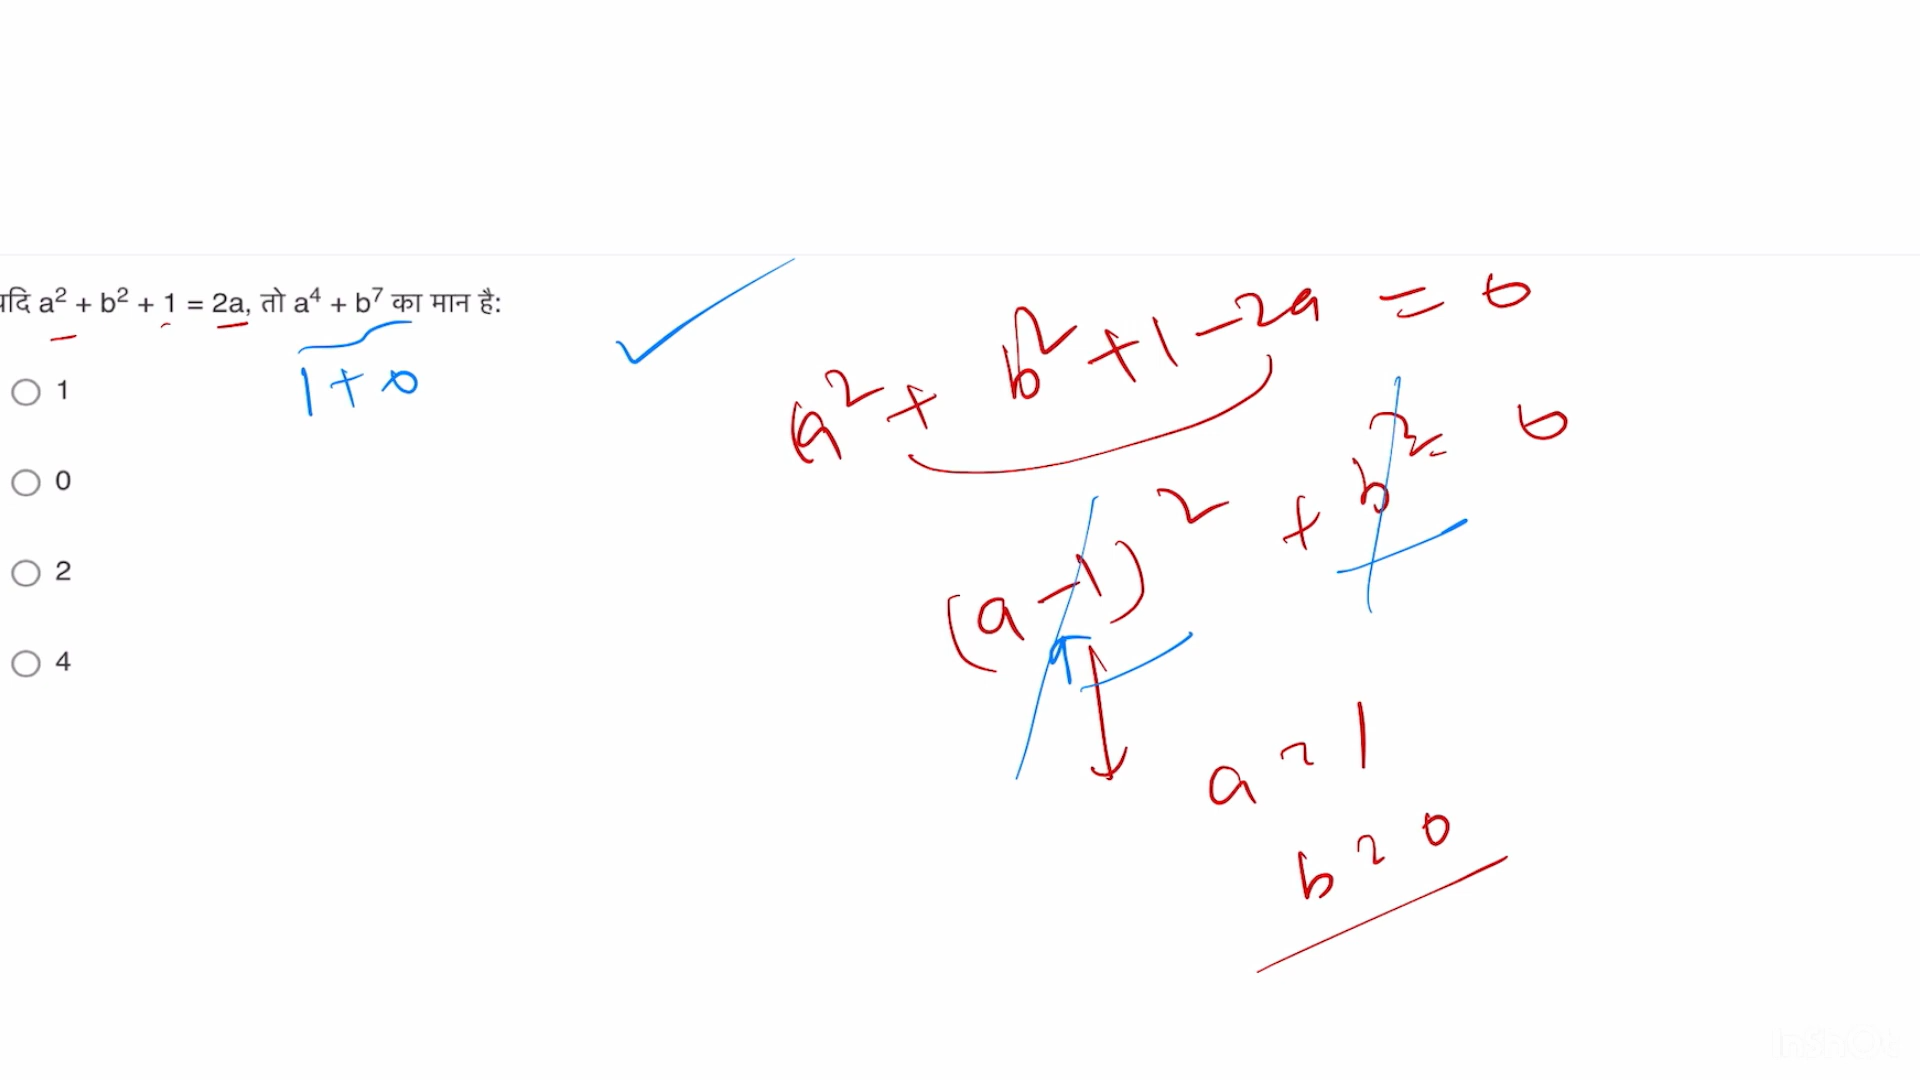 यदि a² + b² + 1 = 2a, तो a⁴ + b⁷ का मान है:
1 + 0
1
0
2
4
a² + b² + 1 - 2a = 0
(a - 1)² + b² = 0
a = 1
b = 0